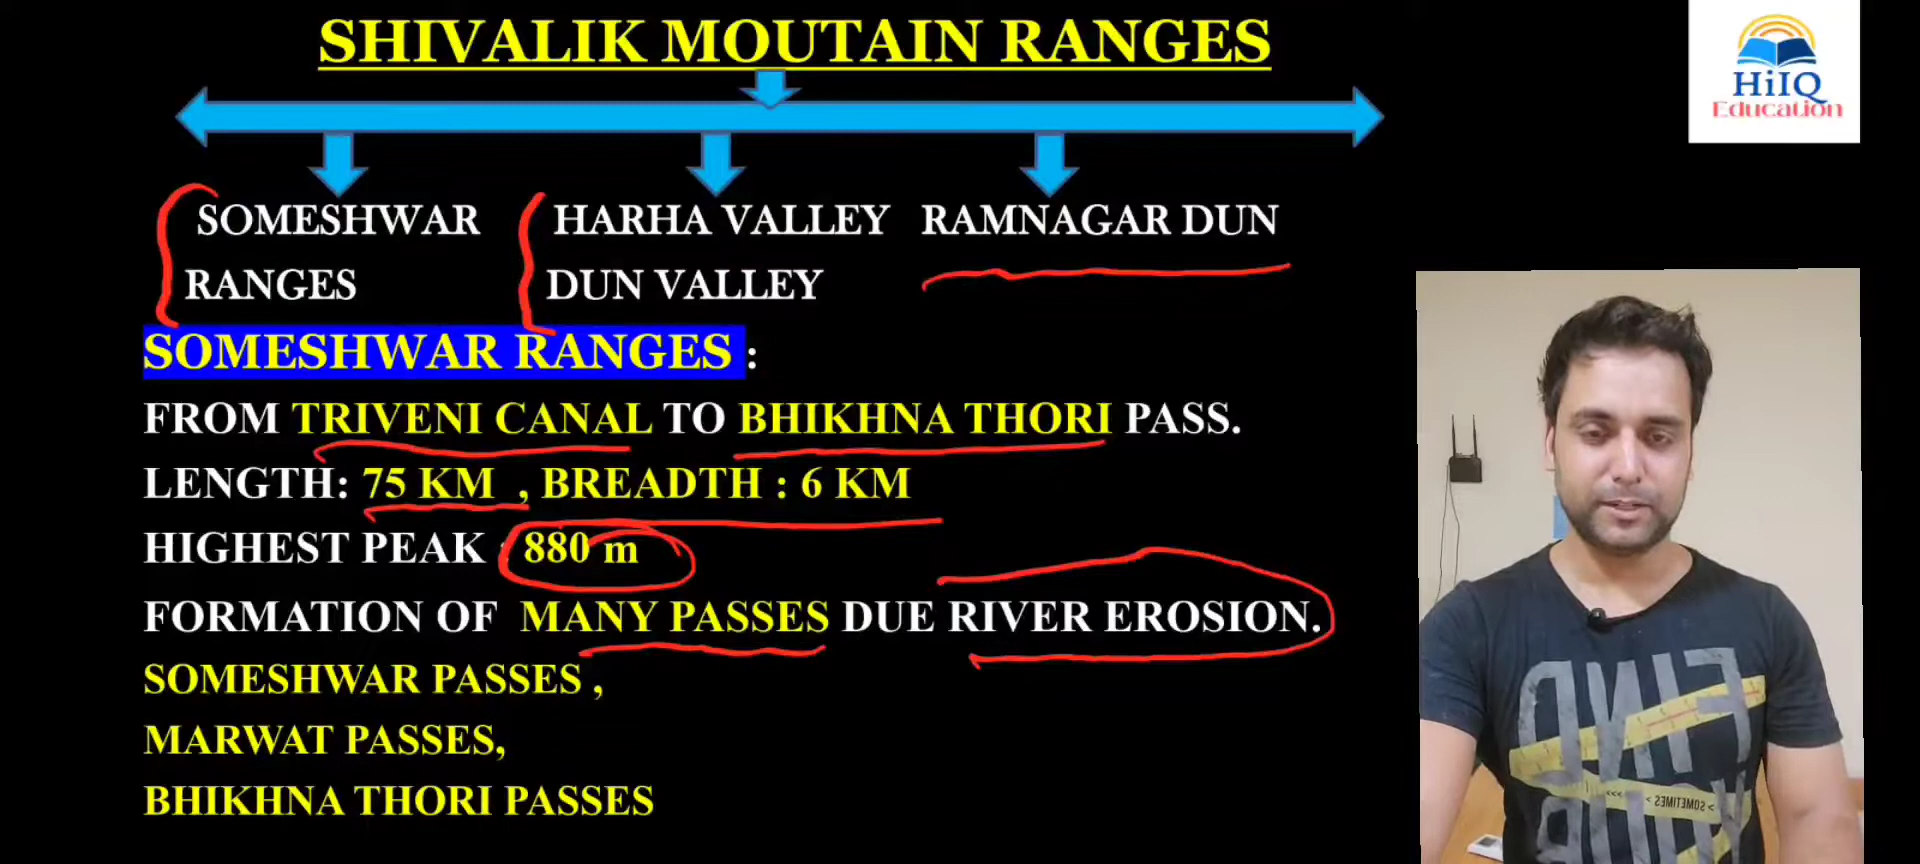 SHIVALIK MOUTAIN RANGES
HiIQ
Education
SOMESHWAR
RANGES
HARHA VALLEY
DUN VALLEY
RAMNAGAR DUN
SOMESHWAR RANGES :
FROM TRIVENI CANAL TO BHIKHNA THORI PASS.
LENGTH: 75 KM , BREADTH : 6 KM
HIGHEST PEAK : 880 m
FORMATION OF MANY PASSES DUE RIVER EROSION.
SOMESHWAR PASSES ,
MARWAT PASSES,
BHIKHNA THORI PASSES
FIND
< SOMETIMES >